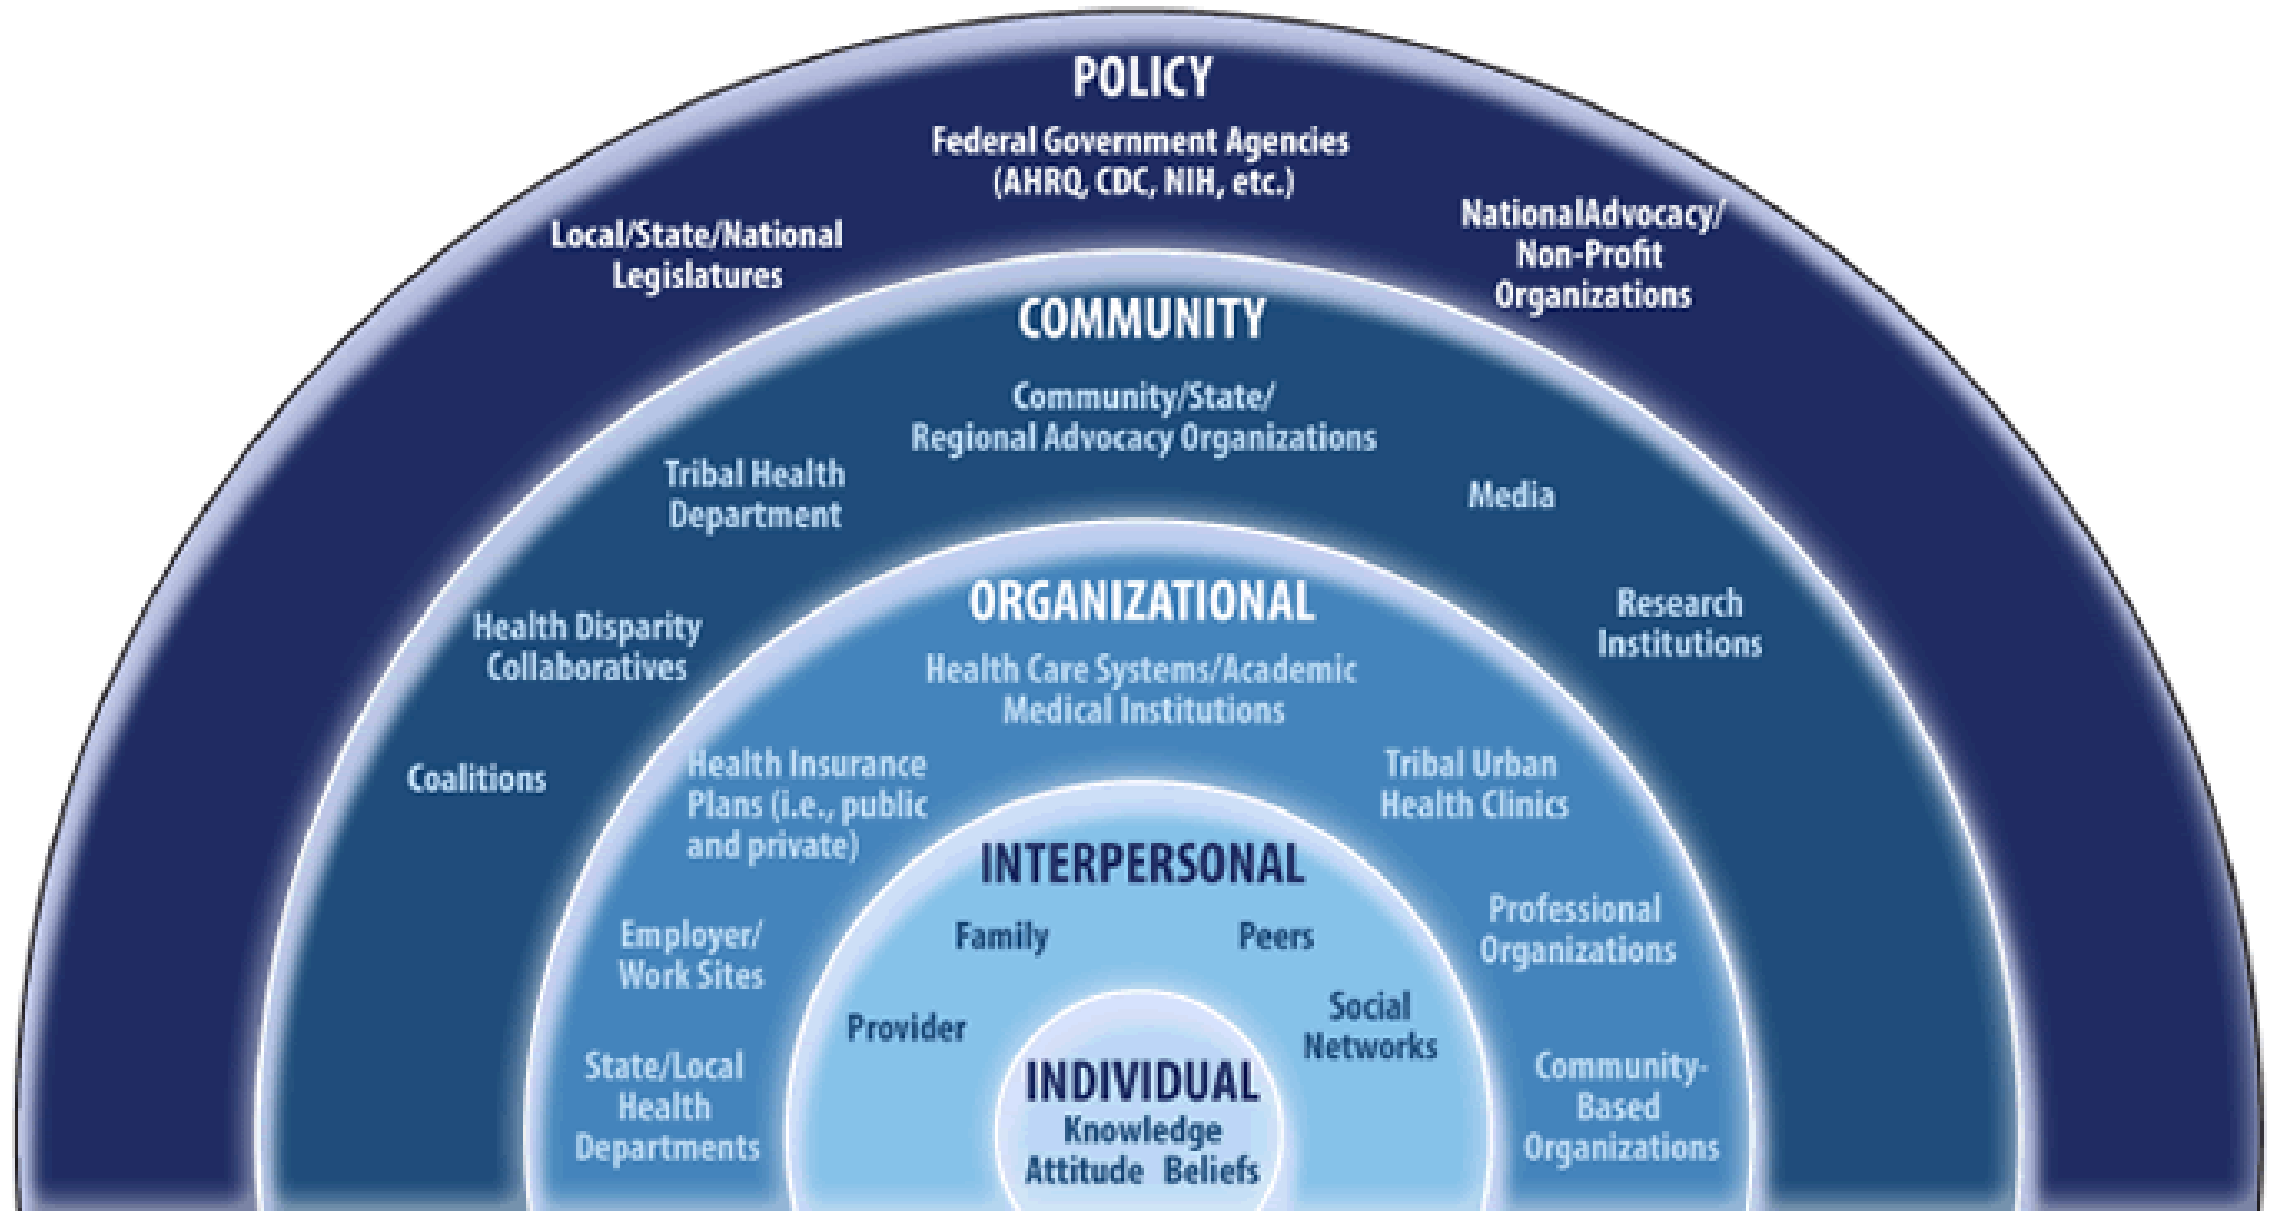 POLICY
Federal Government Agencies
(AHRQ, CDC, NIH, etc.)
Local/State/National
Legislatures
NationalAdvocacy/
Non-Profit
Organizations
COMMUNITY
Community/State/
Regional Advocacy Organizations
Tribal Health
Department
Media
Health Disparity
Collaboratives
Research
Institutions
Coalitions
ORGANIZATIONAL
Health Care Systems/Academic
Medical Institutions
Health Insurance
Plans (i.e., public
and private)
Tribal Urban
Health Clinics
Employer/
Work Sites
Professional
Organizations
State/Local
Health
Departments
Community-
Based
Organizations
INTERPERSONAL
Family
Peers
Provider
Social
Networks
INDIVIDUAL
Knowledge
Attitude Beliefs